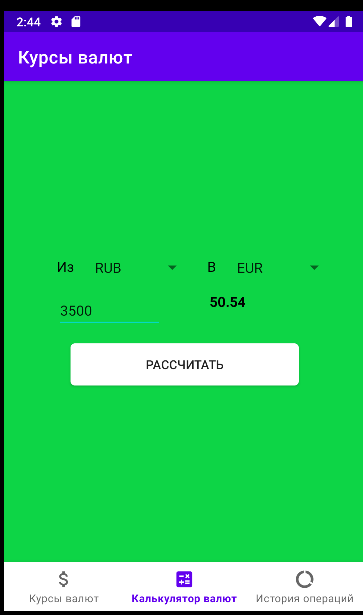 2:44
Курсы валют
Из RUB В EUR
3500 50.54
РАССЧИТАТЬ
Курсы валют Калькулятор валют История операций